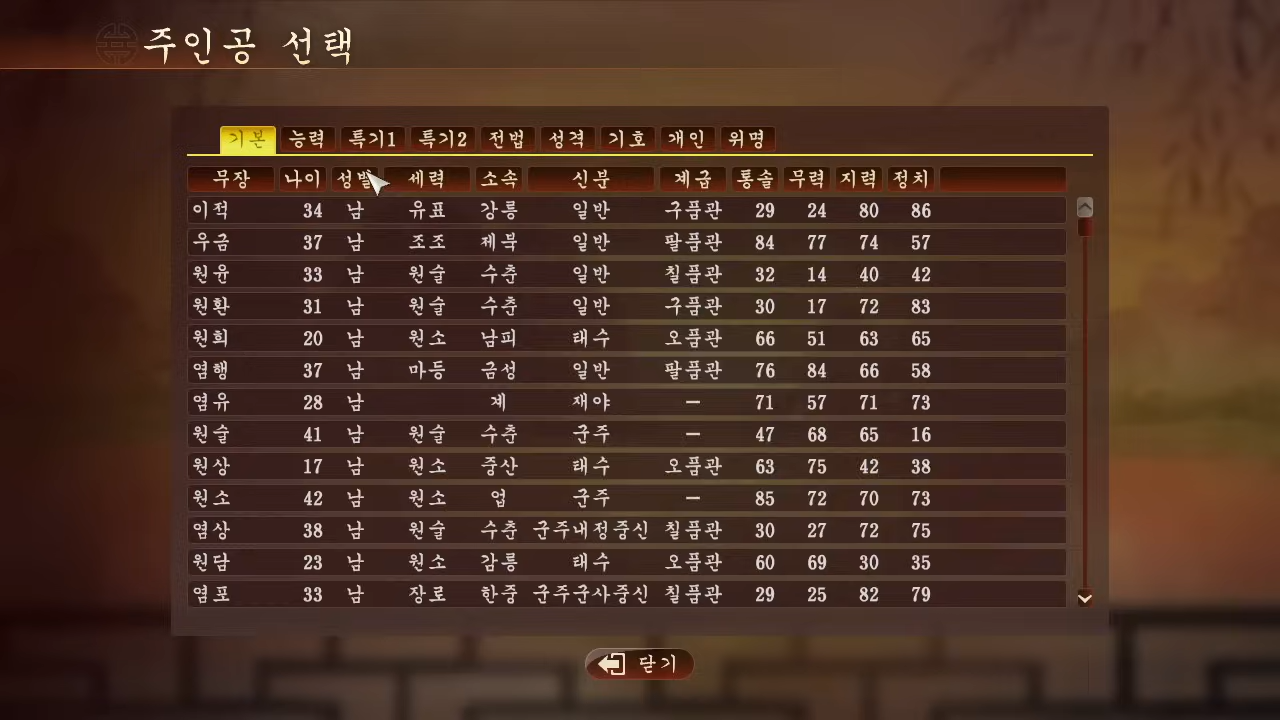 주인공 선택
기본 능력 특기1 특기2 전법 성격 기호 개인 위명
무장 나이 성별 세력 소속 신분 계급 통솔 무력 지력 정치
이적 34 남 유표 강릉 일반 구품관 29 24 80 86
우금 37 남 조조 제북 일반 팔품관 84 77 74 57
원윤 33 남 원술 수춘 일반 칠품관 32 14 40 42
원환 31 남 원술 수춘 일반 구품관 30 17 72 83
원희 20 남 원소 남피 태수 오품관 66 51 63 65
염행 37 남 마등 금성 일반 팔품관 76 84 66 58
염유 28 남 계 재야 – 71 57 71 73
원술 41 남 원술 수춘 군주 – 47 68 65 16
원상 17 남 원소 중산 태수 오품관 63 75 42 38
원소 42 남 원소 업 군주 – 85 72 70 73
염상 38 남 원술 수춘 군주내정중신 칠품관 30 27 72 75
원담 23 남 원소 감릉 태수 오품관 60 69 30 35
염포 33 남 장로 한중 군주군사중신 칠품관 29 25 82 79
닫기